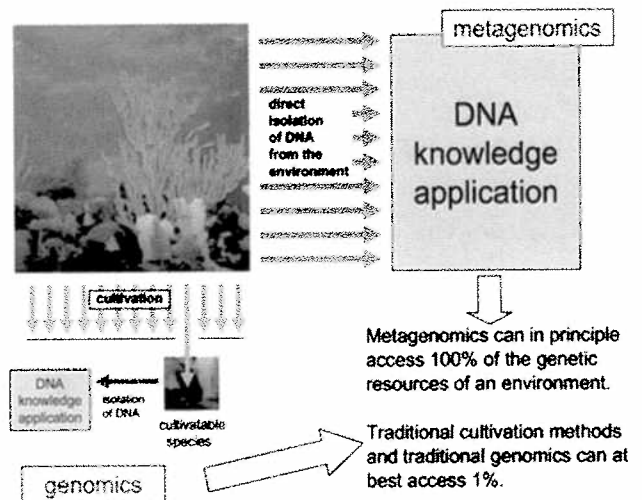 metagenomics
direct
isolation
of DNA
from the
environment
DNA
knowledge
application
cultivation
Metagenomics can in principle
access 100% of the genetic
resources of an environment.
DNA
knowledge
application
isolation
of DNA
cultivatable
species
Traditional cultivation methods
and traditional genomics can at
best access 1%.
genomics